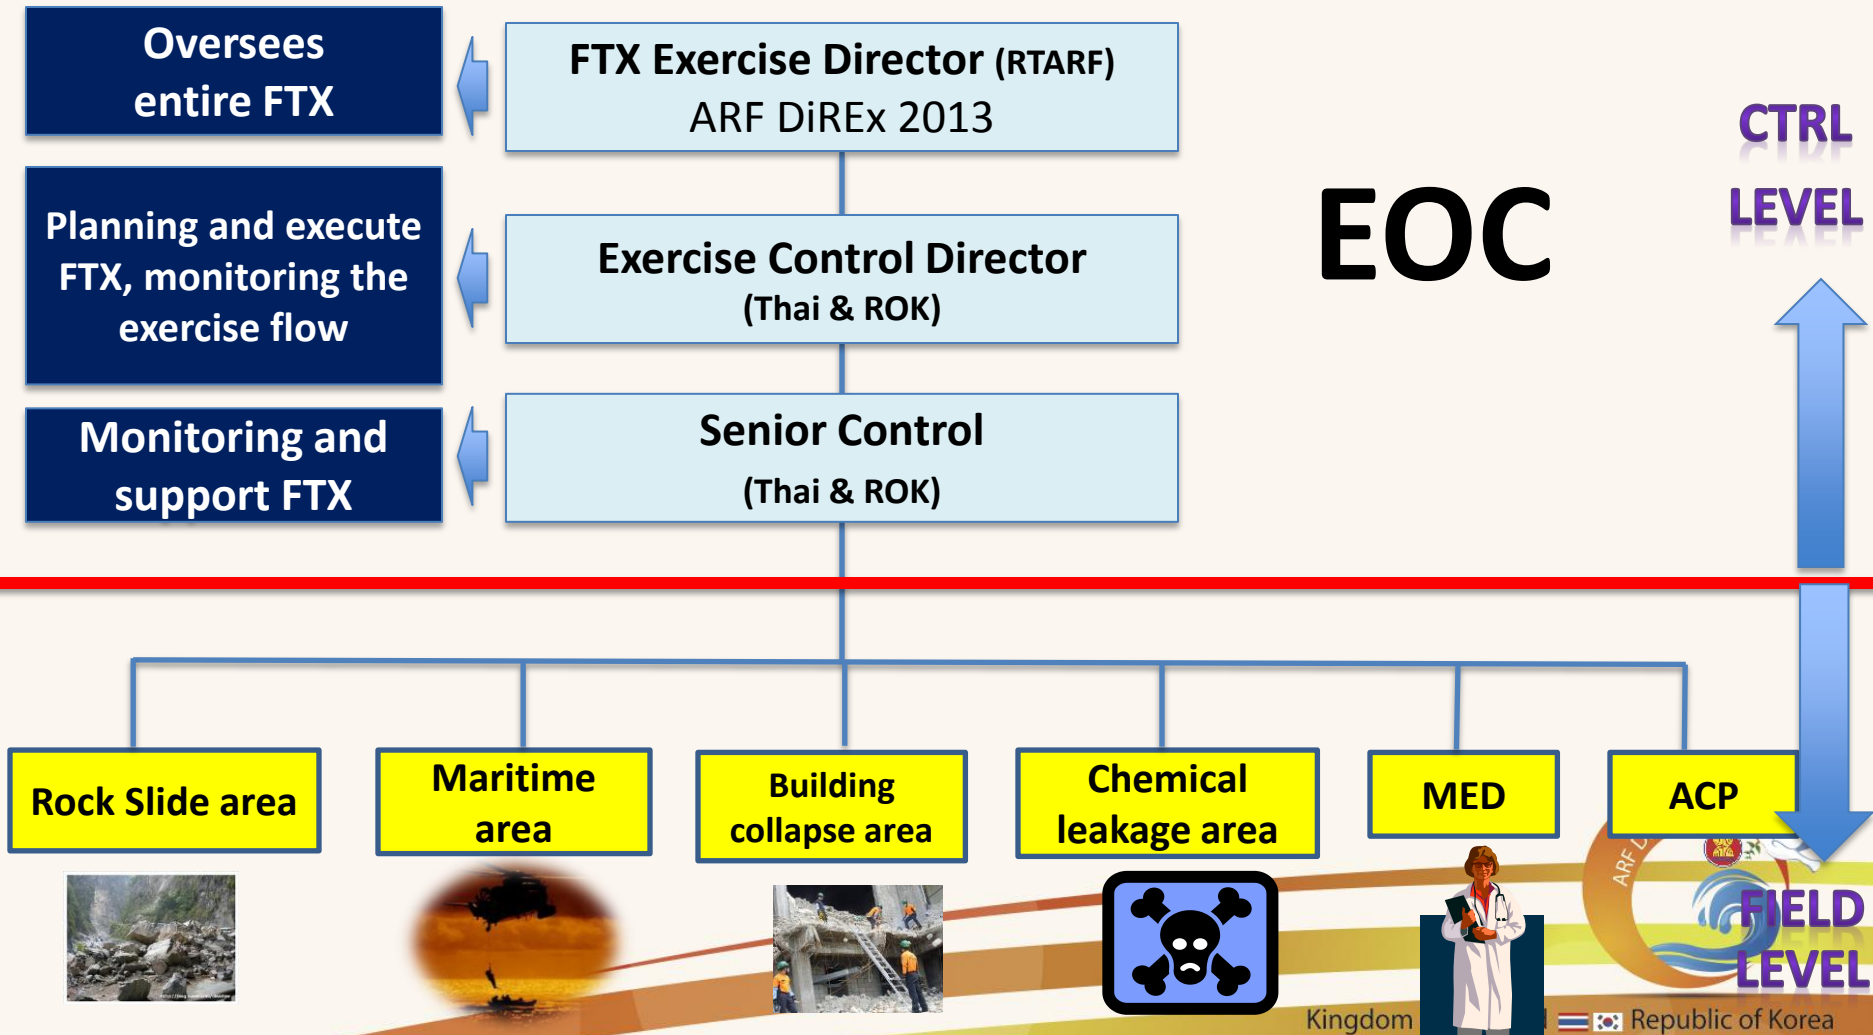 Oversees
entire FTX
FTX Exercise Director (RTARF)
ARF DiREx 2013
CTRL
LEVEL
EOC
Planning and execute
FTX, monitoring the
exercise flow
Exercise Control Director
(Thai & ROK)
Monitoring and
support FTX
Senior Control
(Thai & ROK)
Rock Slide area
Maritime
area
Building
collapse area
Chemical
leakage area
MED
ACP
ARF
FIELD
LEVEL
Kingdom
Republic of Korea